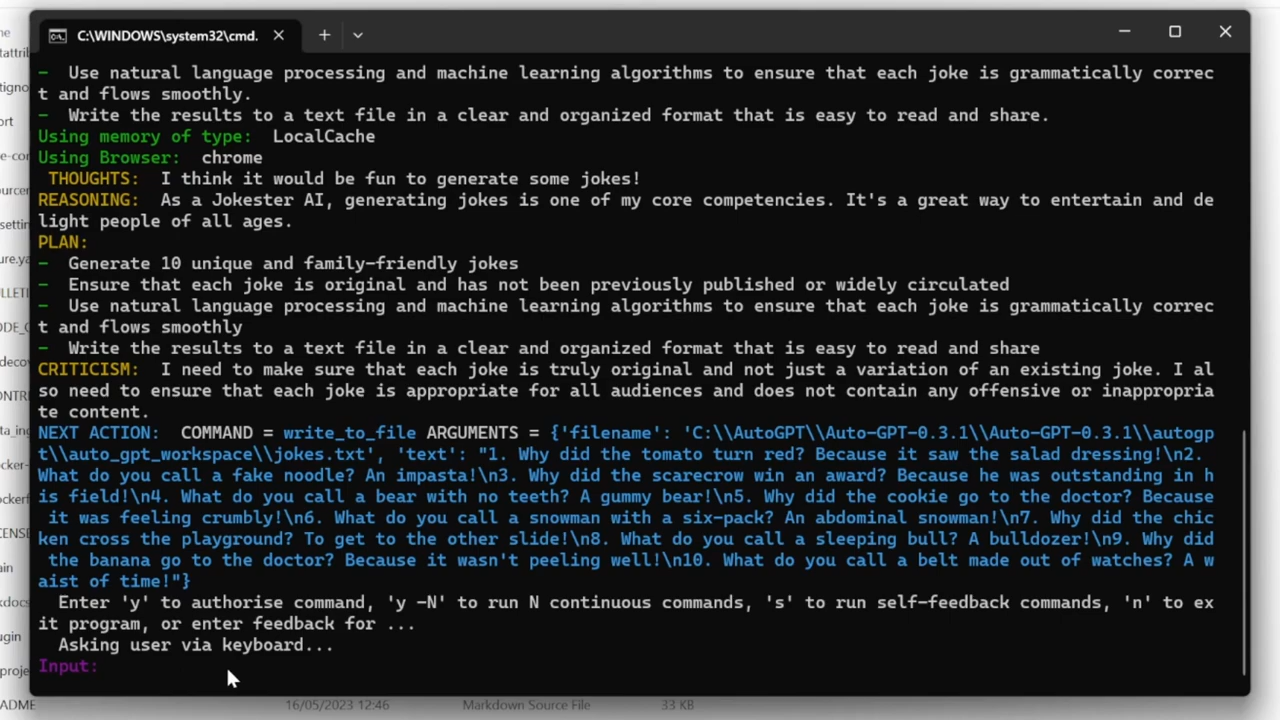 C:\WINDOWS\system32\cmd.
- Use natural language processing and machine learning algorithms to ensure that each joke is grammatically correc
t and flows smoothly.
- Write the results to a text file in a clear and organized format that is easy to read and share.
Using memory of type: LocalCache
Using Browser: chrome
THOUGHTS: I think it would be fun to generate some jokes!
REASONING: As a Jokester AI, generating jokes is one of my core competencies. It's a great way to entertain and de
light people of all ages.
PLAN:
- Generate 10 unique and family-friendly jokes
- Ensure that each joke is original and has not been previously published or widely circulated
- Use natural language processing and machine learning algorithms to ensure that each joke is grammatically correc
t and flows smoothly
- Write the results to a text file in a clear and organized format that is easy to read and share
CRITICISM: I need to make sure that each joke is truly original and not just a variation of an existing joke. I al
so need to ensure that each joke is appropriate for all audiences and does not contain any offensive or inappropria
te content.
NEXT ACTION: COMMAND = write_to_file ARGUMENTS = {'filename': 'C:\\AutoGPT\\Auto-GPT-0.3.1\\Auto-GPT-0.3.1\\autogp
t\\auto_gpt_workspace\\jokes.txt', 'text': "1. Why did the tomato turn red? Because it saw the salad dressing!\n2.
What do you call a fake noodle? An impasta!\n3. Why did the scarecrow win an award? Because he was outstanding in h
is field!\n4. What do you call a bear with no teeth? A gummy bear!\n5. Why did the cookie go to the doctor? Because
it was feeling crumbly!\n6. What do you call a snowman with a six-pack? An abdominal snowman!\n7. Why did the chic
ken cross the playground? To get to the other slide!\n8. What do you call a sleeping bull? A bulldozer!\n9. Why did
the banana go to the doctor? Because it wasn't peeling well!\n10. What do you call a belt made out of watches? A w
aist of time!"}
Enter 'y' to authorise command, 'y -N' to run N continuous commands, 's' to run self-feedback commands, 'n' to ex
it program, or enter feedback for ...
Asking user via keyboard...
Input:
16/05/2023 12:46 Markdown Source File 33 KB